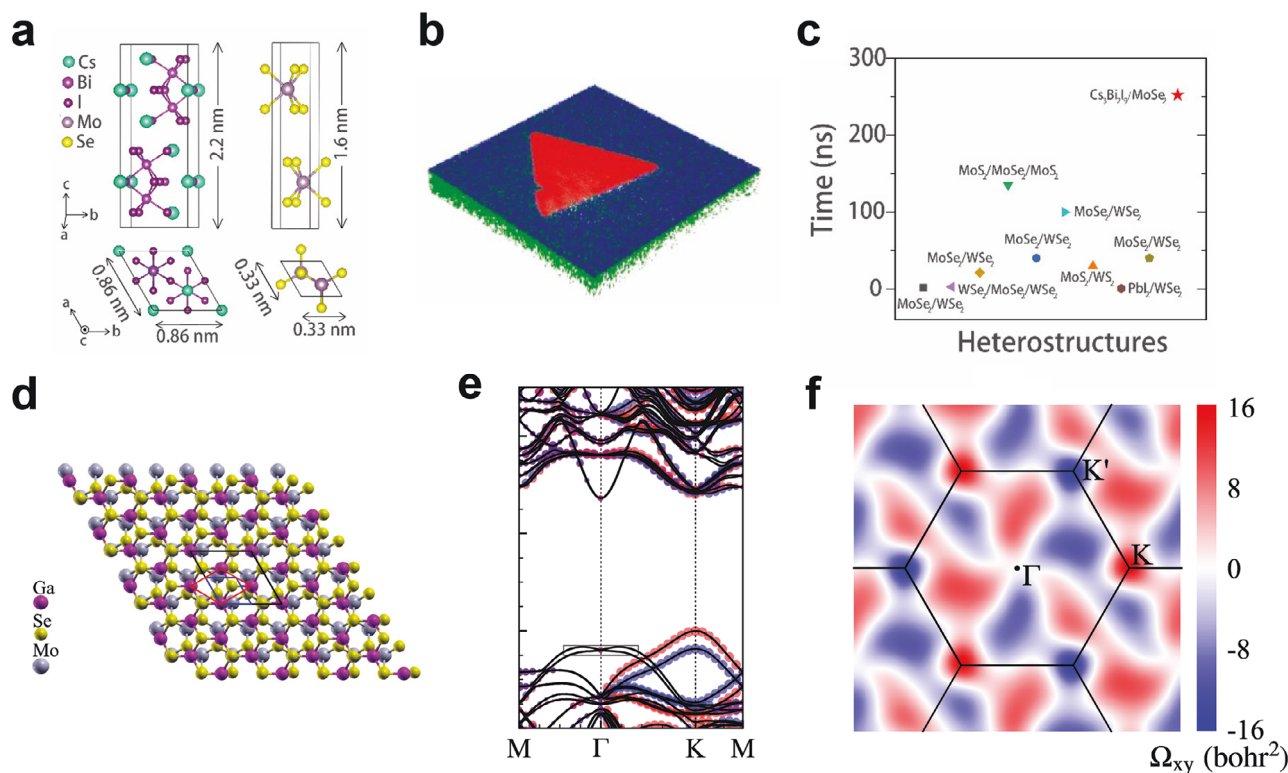 a
Cs
Bi
I
Mo
Se
2.2 nm
1.6 nm
c
b
a
0.86 nm
0.86 nm
0.33 nm
0.33 nm
a
b
c
b
c
300
200
100
0
Time (ns)
Heterostructures
Cs₃Bi₂I₉/MoSe₂
MoS₂/MoSe₂/MoS₂
MoSe₂/WSe₂
MoSe₂/WSe₂
MoSe₂/WSe₂
MoSe₂/WSe₂
MoS₂/WS₂
MoSe₂/WSe₂
WSe₂/MoSe₂/WSe₂
PbI₂/WSe₂
d
Ga
Se
Mo
e
M Γ K M
f
K'
K
Γ
16
8
0
-8
-16
Ωxy (bohr²)